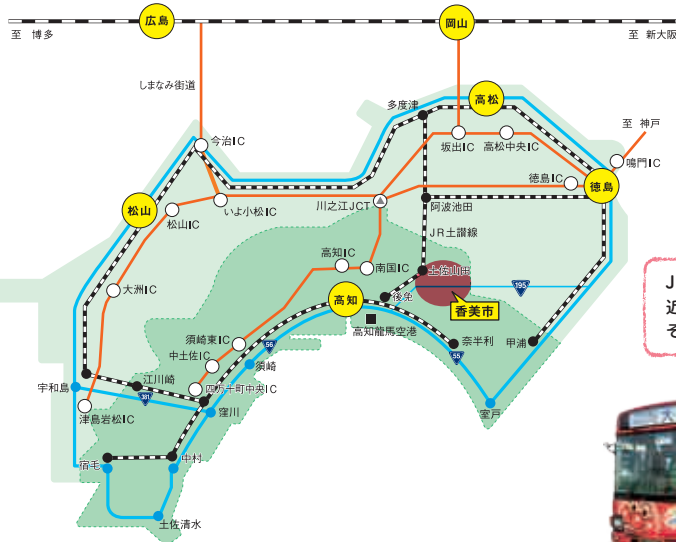 広島
岡山
至 博多
至 新大阪
しまなみ街道
多度津
高松
至 神戸
今治IC
坂出IC
高松中央IC
鳴門IC
徳島IC
徳島
松山
いよ小松IC
川之江JCT
阿波池田
松山IC
JR土讃線
高知IC
南国IC
土佐山田
大洲IC
195
高知
後免
香美市
高知龍馬空港
須崎東IC
中土佐IC
56
須崎
奈半利
甲浦
55
江川崎
四万十町中央IC
宇和島
381
窪川
津島岩松IC
室戸
中村
宿毛
土佐清水
J
近
そ
大